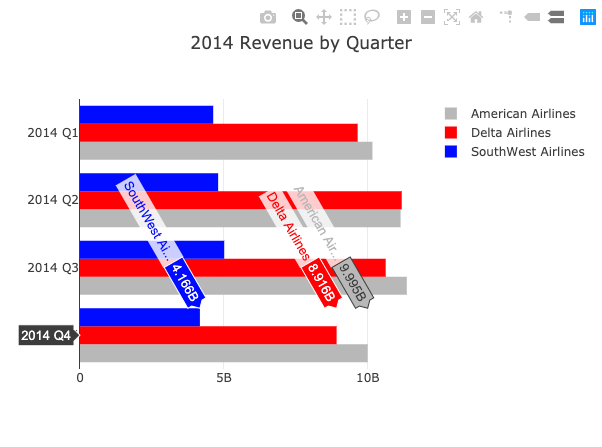 2014 Revenue by Quarter
American Airlines
Delta Airlines
SouthWest Airlines
2014 Q1
2014 Q2
2014 Q3
2014 Q4
SouthWest Ai...
4.166B
Delta Airlines
8.916B
American Air...
9.995B
0
5B
10B